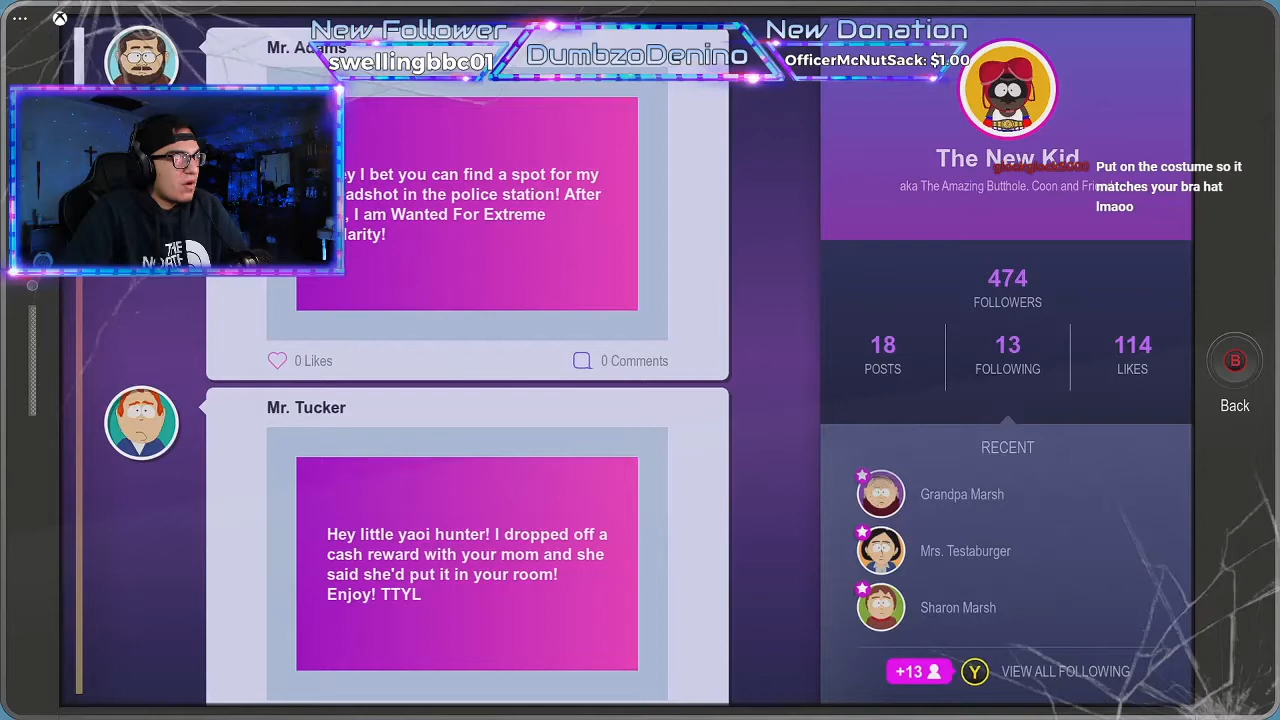 New Follower
swellingbbc01
DumbzoDenino
New Donation
OfficerMcNutSack: $1.00
Mr. Adams
I bet you can find a spot for my
in the police station! After
, I am Wanted For Extreme
THE
NORTH
0 Likes
0 Comments
Mr. Tucker
Hey little yaoi hunter! I dropped off a
cash reward with your mom and she
said she'd put it in your room!
Enjoy! TTYL
The New Kid
aka The Amazing Butthole. Coon and
Put on the costume so it
matches your bra hat
lmaoo
474
FOLLOWERS
18
POSTS
13
FOLLOWING
114
LIKES
RECENT
Grandpa Marsh
Mrs. Testaburger
Sharon Marsh
+13
Y
VIEW ALL FOLLOWING
B
Back